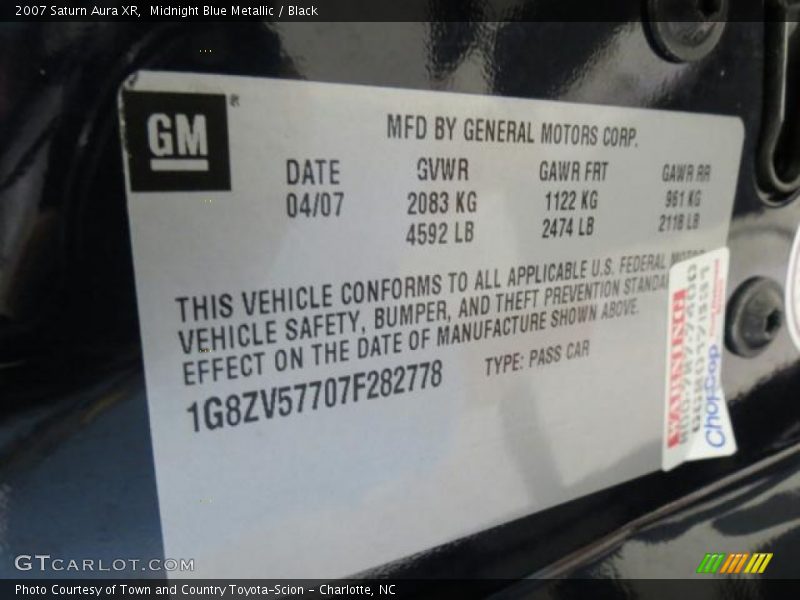 2007 Saturn Aura XR, Midnight Blue Metallic / Black
GM®
MFD BY GENERAL MOTORS CORP.
DATE GVWR GAWR FRT GAWR RR
04/07 2083 KG 1122 KG 961 KG
4592 LB 2474 LB 2118 LB
THIS VEHICLE CONFORMS TO ALL APPLICABLE U.S. FEDERAL MOTOR
VEHICLE SAFETY, BUMPER, AND THEFT PREVENTION STANDA
EFFECT ON THE DATE OF MANUFACTURE SHOWN ABOVE.
1G8ZV57707F282778 TYPE: PASS CAR
WARNING
GTCARLOT.COM
Photo Courtesy of Town and Country Toyota-Scion - Charlotte, NC